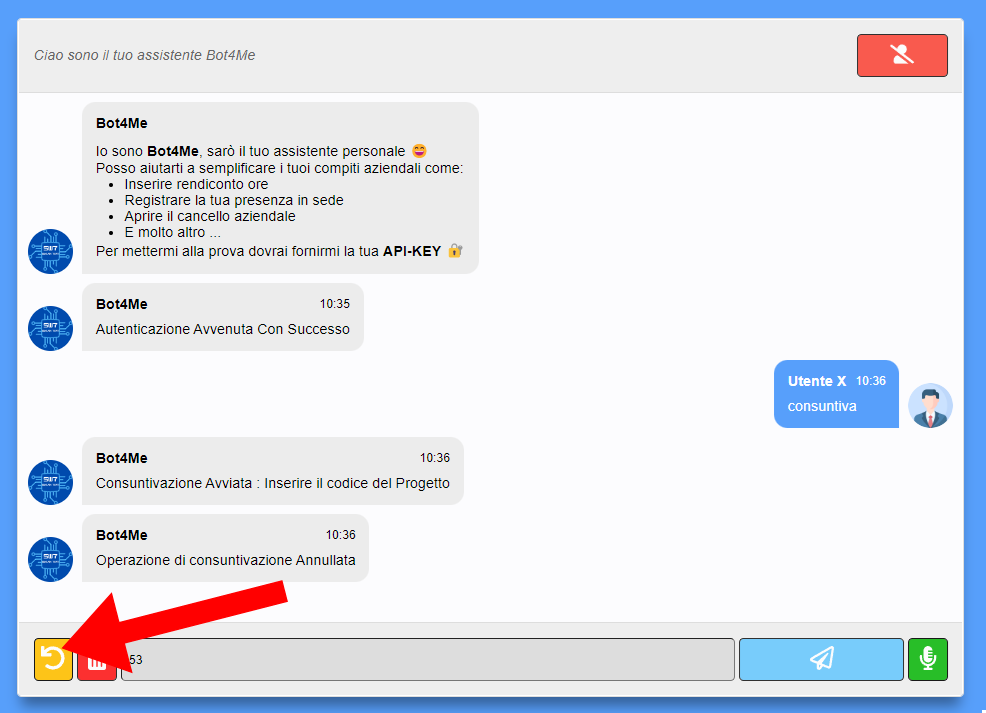 Ciao sono il tuo assistente Bot4Me
Bot4Me
Io sono Bot4Me, sarò il tuo assistente personale 😄
Posso aiutarti a semplificare i tuoi compiti aziendali come:
• Inserire rendiconto ore
• Registrare la tua presenza in sede
• Aprire il cancello aziendale
• E molto altro ...
Per mettermi alla prova dovrai fornirmi la tua API-KEY 🔐
Bot4Me 10:35
Autenticazione Avvenuta Con Successo
Utente X 10:36
consuntiva
Bot4Me 10:36
Consuntivazione Avviata : Inserire il codice del Progetto
Bot4Me 10:36
Operazione di consuntivazione Annullata
53